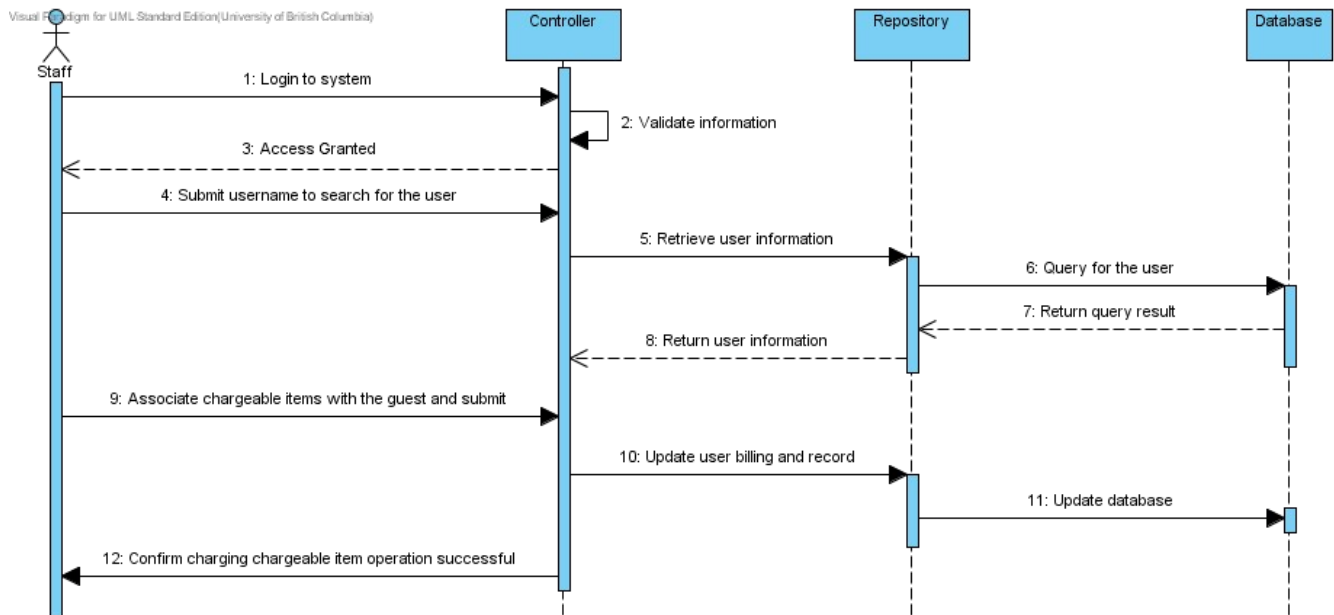 Visual Paradigm for UML Standard Edition(University of British Columbia)
Staff
Controller
Repository
Database
1: Login to system
2: Validate information
3: Access Granted
4: Submit username to search for the user
5: Retrieve user information
6: Query for the user
7: Return query result
8: Return user information
9: Associate chargeable items with the guest and submit
10: Update user billing and record
11: Update database
12: Confirm charging chargeable item operation successful